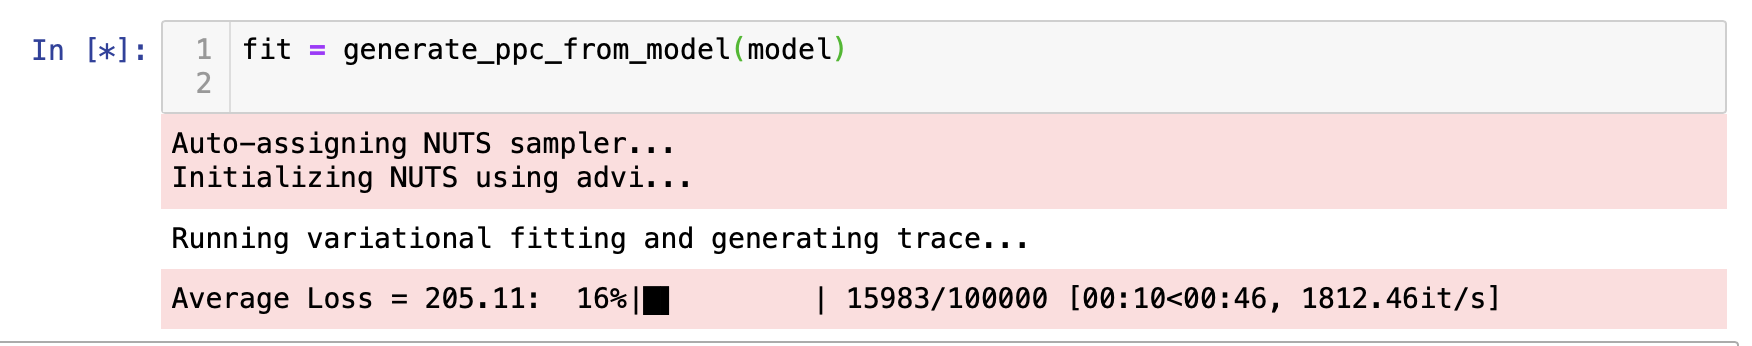 In [*]:
1 fit = generate_ppc_from_model(model)
2
Auto-assigning NUTS sampler...
Initializing NUTS using advi...
Running variational fitting and generating trace...
Average Loss = 205.11:  16%|█         | 15983/100000 [00:10<00:46, 1812.46it/s]